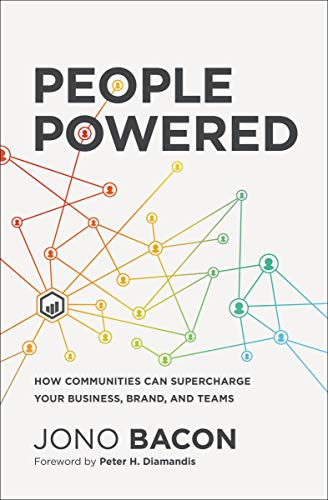 PEOPLE
POWERED
HOW COMMUNITIES CAN SUPERCHARGE
YOUR BUSINESS, BRAND, AND TEAMS
JONO BACON
Foreword by Peter H. Diamandis